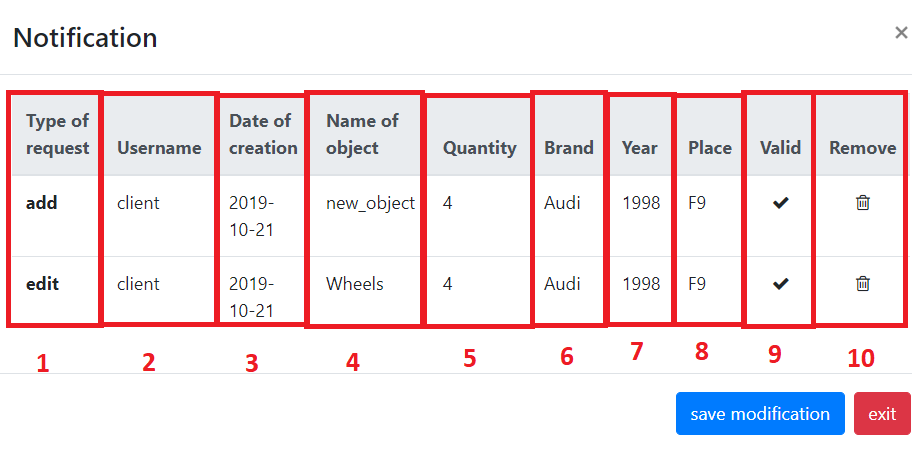 Notification ×
Type of request Username Date of creation Name of object Quantity Brand Year Place Valid Remove
add client 2019-10-21 new_object 4 Audi 1998 F9
edit client 2019-10-21 Wheels 4 Audi 1998 F9
1 2 3 4 5 6 7 8 9 10
save modification exit